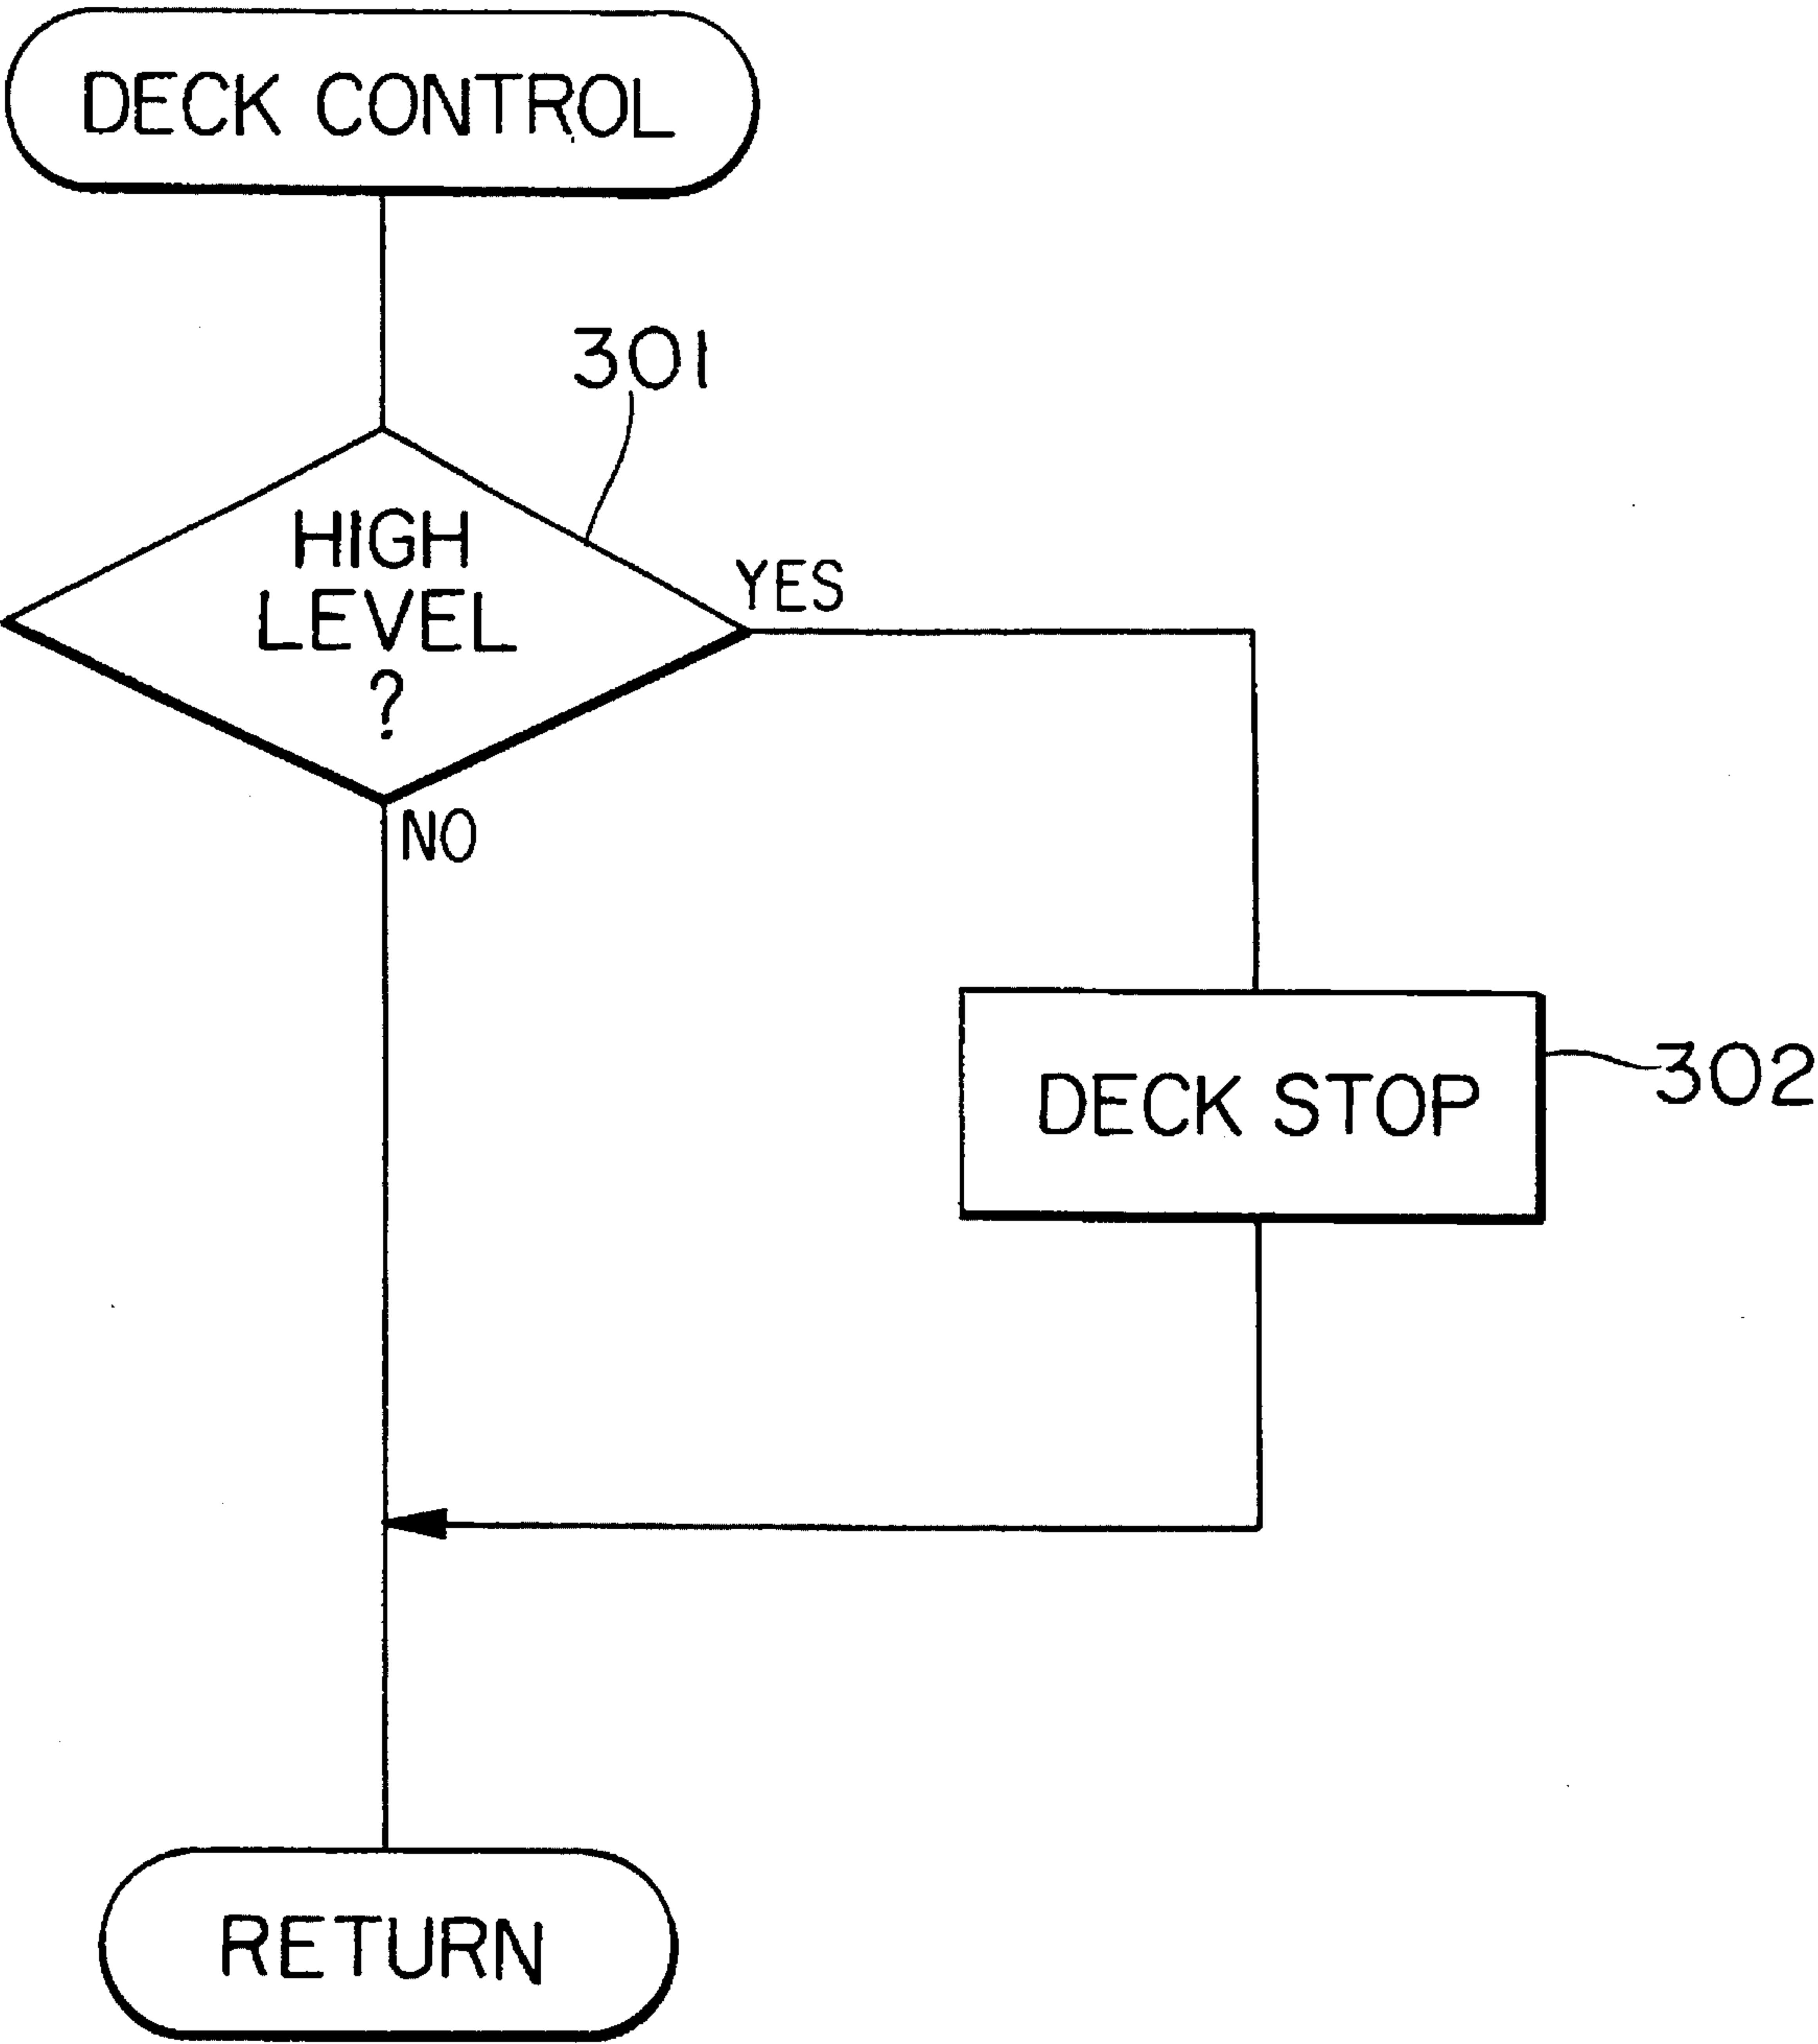 DECK CONTROL
301
HIGH
LEVEL
?
YES
NO
DECK STOP
302
RETURN